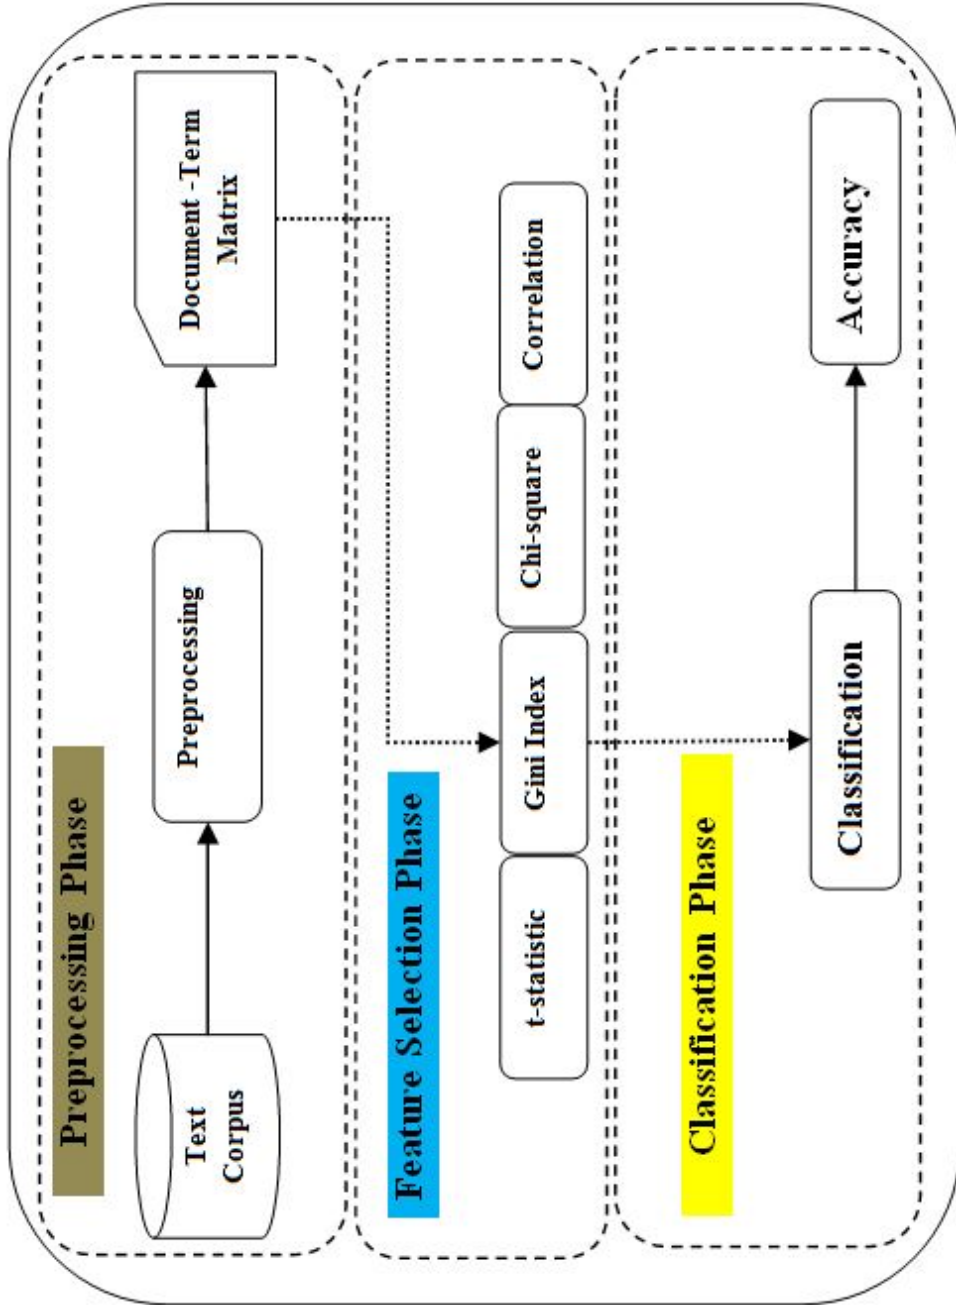 Preprocessing Phase
Text
Corpus
Preprocessing
Document -Term
Matrix
Feature Selection Phase
t-statistic
Gini Index
Chi-square
Correlation
Classification Phase
Classification
Accuracy